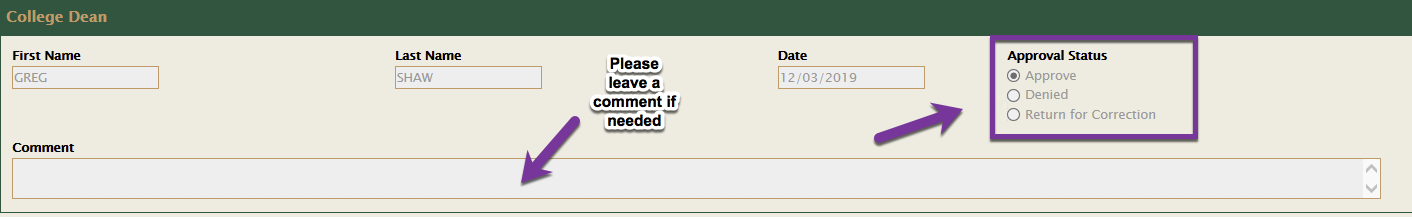 College Dean
First Name
Last Name
Date
Approval Status
GREG
SHAW
12/03/2019
Approve
Denied
Return for Correction
Please
leave a
comment if
needed
Comment